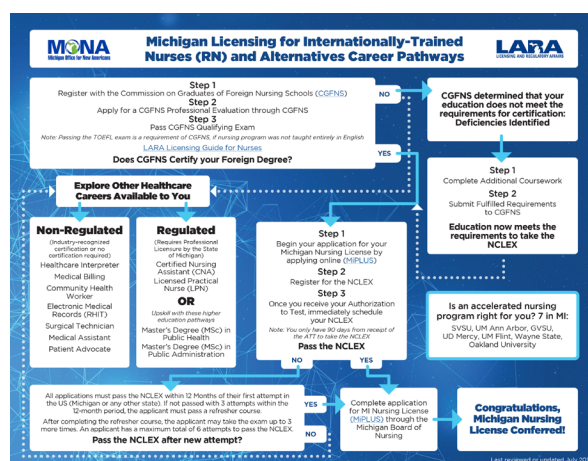 MONA
Michigan Office for New Americans
Michigan Licensing for Internationally-Trained
Nurses (RN) and Alternatives Career Pathways
LARA
LICENSING AND REGULATORY AFFAIRS
Step 1
Register with the Commission on Graduates of Foreign Nursing Schools (CGFNS)
Step 2
Apply for a CGFNS Professional Evaluation through CGFNS
Step 3
Pass CGFNS Qualifying Exam
Note: Passing the TOEFL exam is a requirement of CGFNS, if nursing program was not taught entirely in English
LARA Licensing Guide for Nurses
Does CGFNS Certify your Foreign Degree?
NO
YES
CGFNS determined that your
education does not meet the
requirements for certification:
Deficiencies Identified
Step 1
Complete Additional Coursework
Step 2
Submit Fulfilled Requirements
to CGFNS
Education now meets the
requirements to take the
NCLEX
Explore Other Healthcare
Careers Available to You
Non-Regulated
(Industry-recognized
certification or no
certification required)
Healthcare Interpreter
Medical Billing
Community Health
Worker
Electronic Medical
Records (RHIT)
Surgical Technician
Medical Assistant
Patient Advocate
Regulated
(Requires Professional
Licensure by the State of
Michigan)
Certified Nursing
Assistant (CNA)
Licensed Practical
Nurse (LPN)
OR
Upskill with these higher
education pathways
Master's Degree (MSc) in
Public Health
Master's Degree (MSc) in
Public Administration
Step 1
Begin your application for your
Michigan Nursing License by
applying online (MiPLUS)
Step 2
Register for the NCLEX
Step 3
Once you receive your Authorization to
Test, immediately schedule
your NCLEX
Note: You only have 90 days from receipt of
the ATT to take the NCLEX
Pass the NCLEX
NO
YES
Is an accelerated nursing
program right for you? 7 in MI:
SVSU, UM Ann Arbor, GVSU,
UD Mercy, UM Flint, Wayne State,
Oakland University
All applications must pass the NCLEX within 12 Months of their first attempt in
the US (Michigan or any other state). If not passed with 3 attempts within the
12-month period, the applicant must pass a refresher course.
After completing the refresher course, the applicant may take the exam up to 3
more times. An applicant has a maximum total of 6 attempts to pass the NCLEX.
Pass the NCLEX after new attempt?
YES
NO
Complete application
for MI Nursing License
(MiPLUS) through the
Michigan Board of
Nursing
Congratulations,
Michigan Nursing
License Conferred!
Last reviewed or updated July